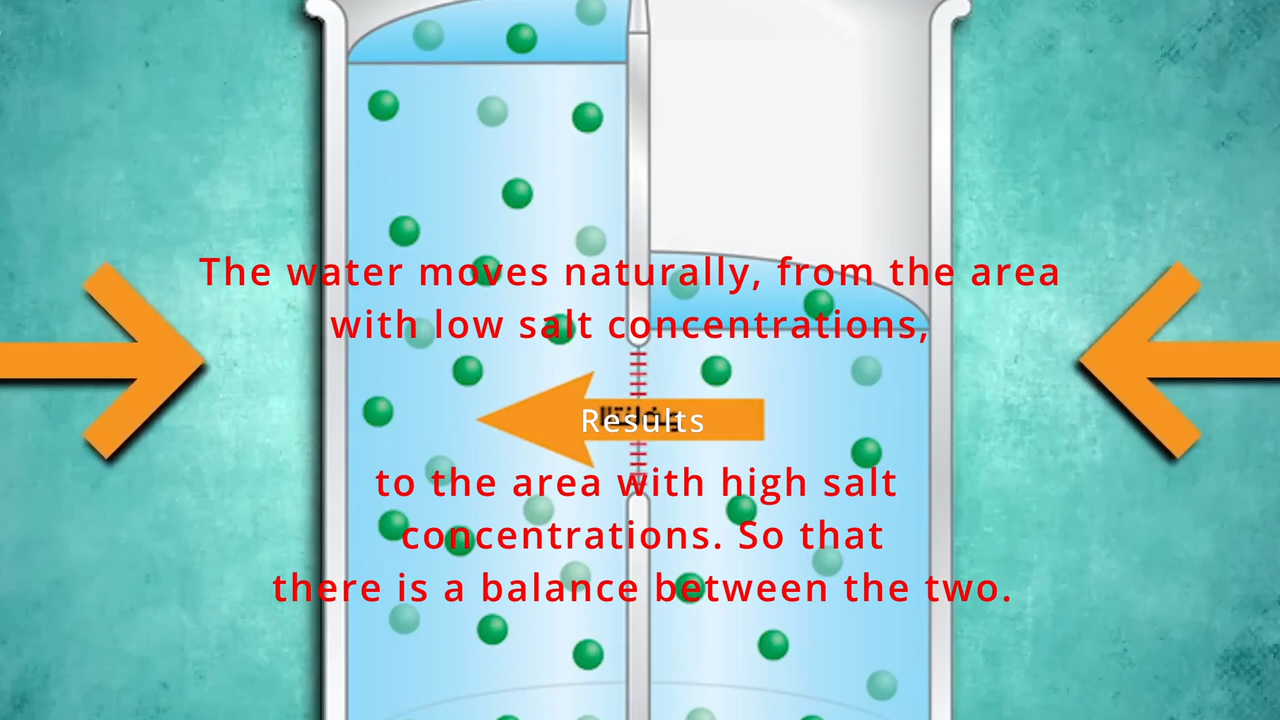 The water moves naturally, from the area
with low salt concentrations,
Results
to the area with high salt
concentrations. So that
there is a balance between the two.